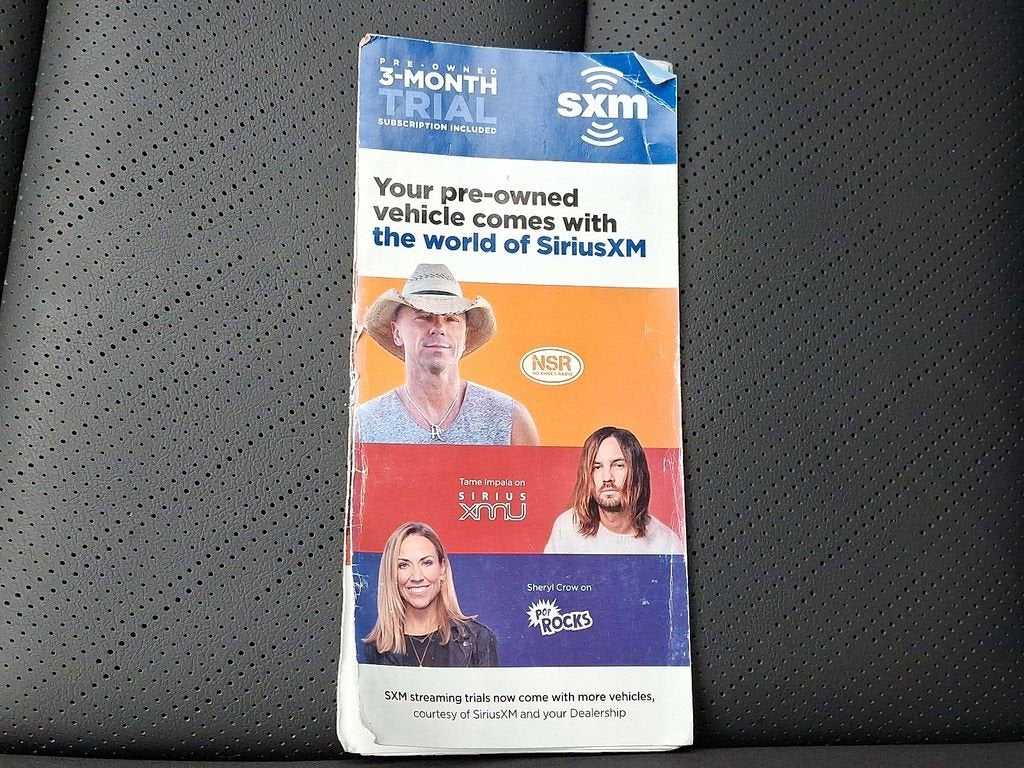 PRE-OWNED
3-MONTH
TRIAL
SUBSCRIPTION INCLUDED
sxm
Your pre-owned
vehicle comes with
the world of SiriusXM
NSR
NO SHOES RADIO
Tame Impala on
SIRIUS
xmu
Sheryl Crow on
POP
ROCKS
SXM streaming trials now come with more vehicles,
courtesy of SiriusXM and your Dealership